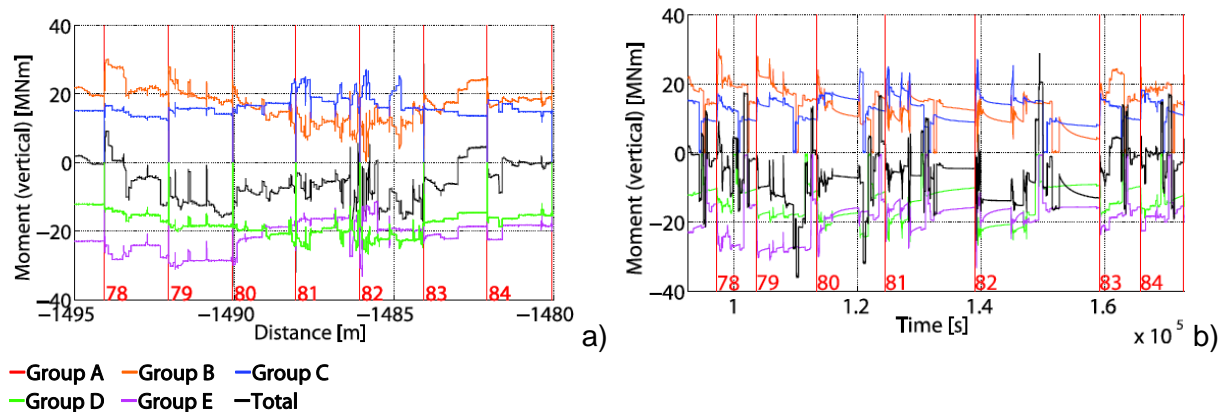 Moment (vertical) [MNm]
40
20
0
−20
−40
78 79 80 81 82 83 84
−1495 −1490 −1485 −1480
Distance [m]
a)
Moment (vertical) [MNm]
40
20
0
−20
−40
78 79 80 81 82 83 84
1 1.2 1.4 1.6
Time [s]
x 10 5
b)
Group A Group B Group C
Group D Group E Total